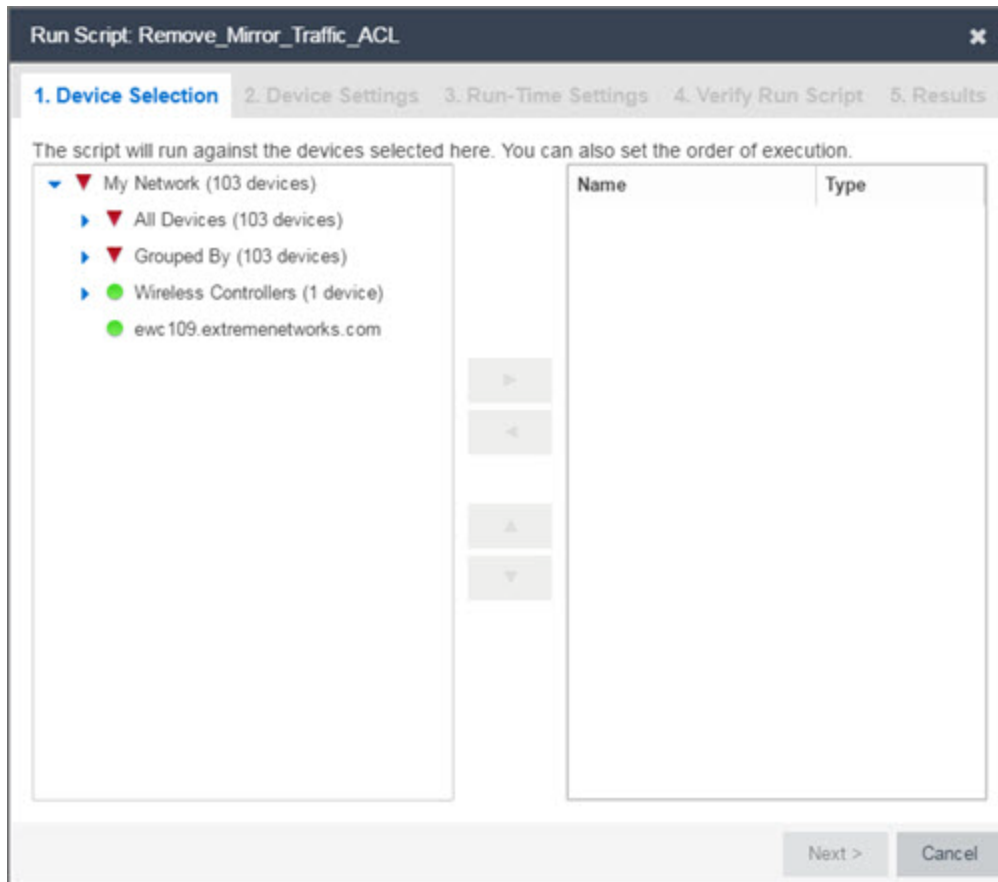 Run Script: Remove_Mirror_Traffic_ACL
1. Device Selection 2. Device Settings 3. Run-Time Settings 4. Verify Run Script 5. Results
The script will run against the devices selected here. You can also set the order of execution.
My Network (103 devices)
All Devices (103 devices)
Grouped By (103 devices)
Wireless Controllers (1 device)
ewc109.extremenetworks.com
Name Type
Next > Cancel